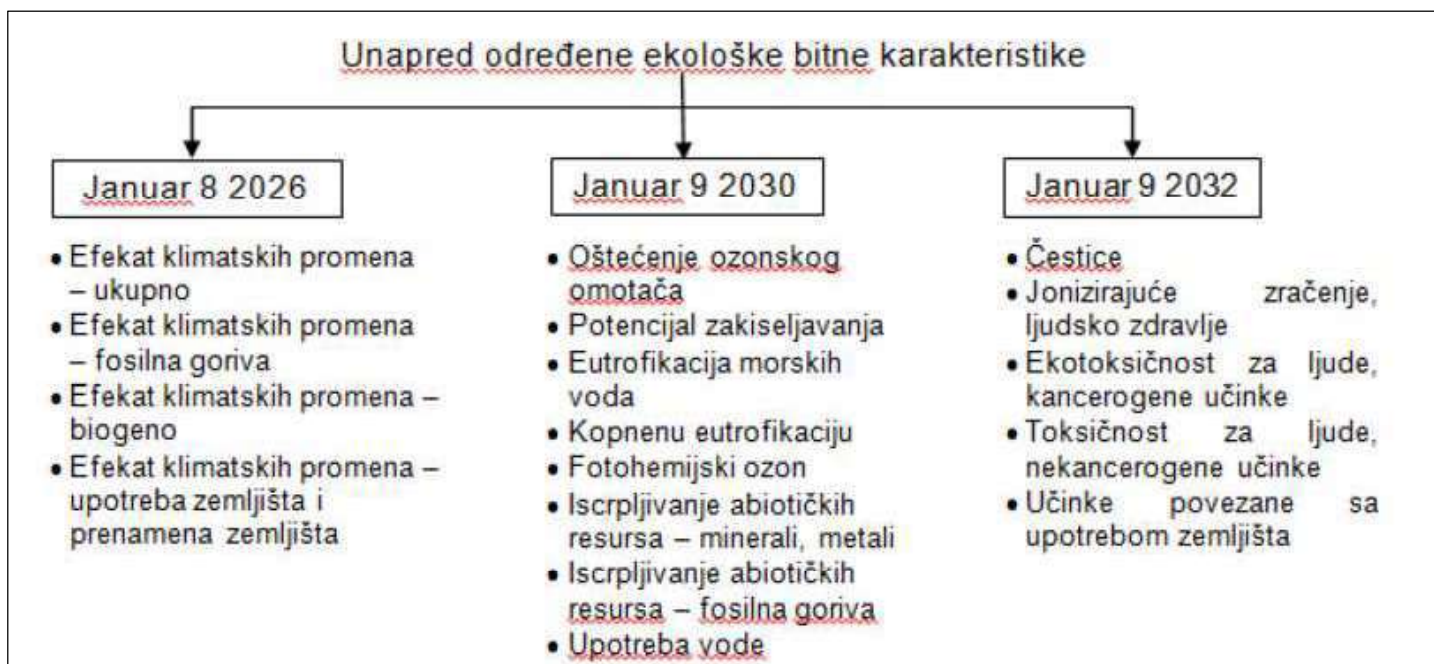 Unapred određene ekološke bitne karakteristike
Januar 8 2026
• Efekat klimatskih promena
– ukupno
• Efekat klimatskih promena
– fosilna goriva
• Efekat klimatskih promena –
biogeno
• Efekat klimatskih promena –
upotreba zemljišta i
prenamena zemljišta
Januar 9 2030
• Oštećenje ozonskog
omotača
• Potencijal zakiseljavanja
• Eutrofikacija morskih
voda
• Kopnenu eutrofikaciju
• Fotohemijski ozon
• Iscrpljivanje abiotičkih
resursa – minerali, metali
• Iscrpljivanje abiotičkih
resursa – fosilna goriva
• Upotreba vode
Januar 9 2032
• Čestice
• Jonizirajuće zračenje,
ljudsko zdravlje
• Ekotoksičnost za ljude,
kancerogene učinke
• Toksičnost za ljude,
nekancerogene učinke
• Učinke povezane sa
upotrebom zemljišta